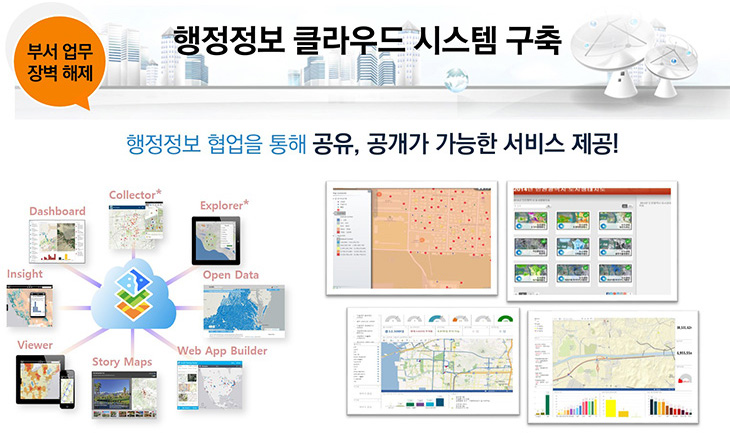 부서 업무
장벽 해제
행정정보 클라우드 시스템 구축
행정정보 협업을 통해 공유, 공개가 가능한 서비스 제공!
Collector*
Explorer*
Dashboard
Insight
Open Data
Viewer
Story Maps
Web App Builder